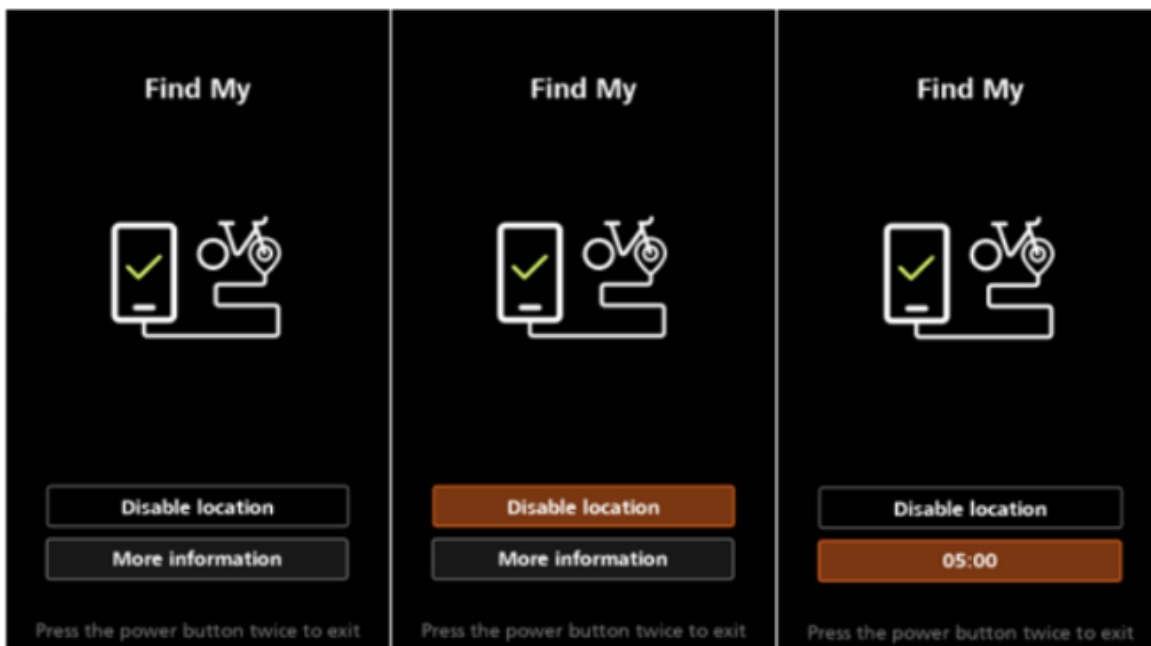 Find My
Disable location
More information
Press the power button twice to exit
Find My
Disable location
More information
Press the power button twice to exit
Find My
Disable location
05:00
Press the power button twice to exit